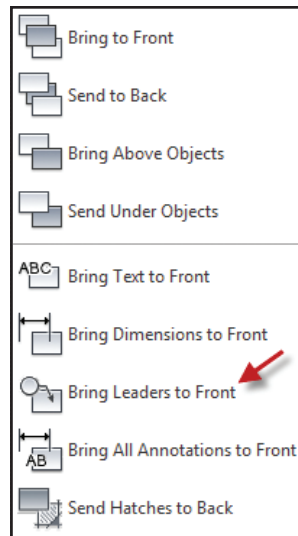 Bring to Front
Send to Back
Bring Above Objects
Send Under Objects
ABC
Bring Text to Front
Bring Dimensions to Front
Bring Leaders to Front
AB
Bring All Annotations to Front
Send Hatches to Back